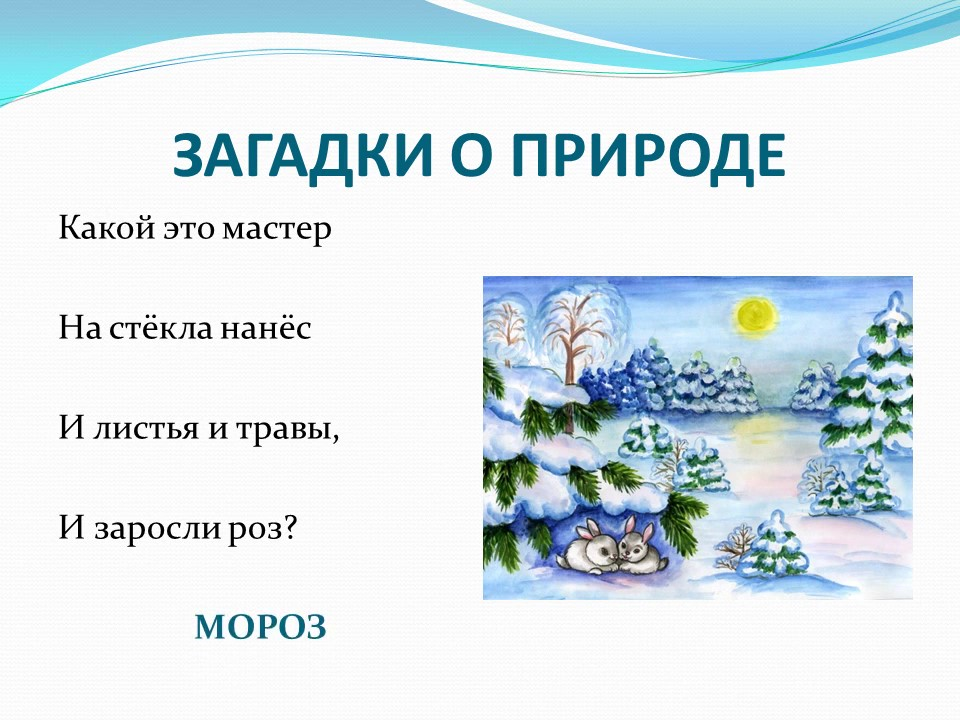 ЗАГАДКИ О ПРИРОДЕ
Какой это мастер
На стёкла нанёс
И листья и травы,
И заросли роз?
МОРОЗ